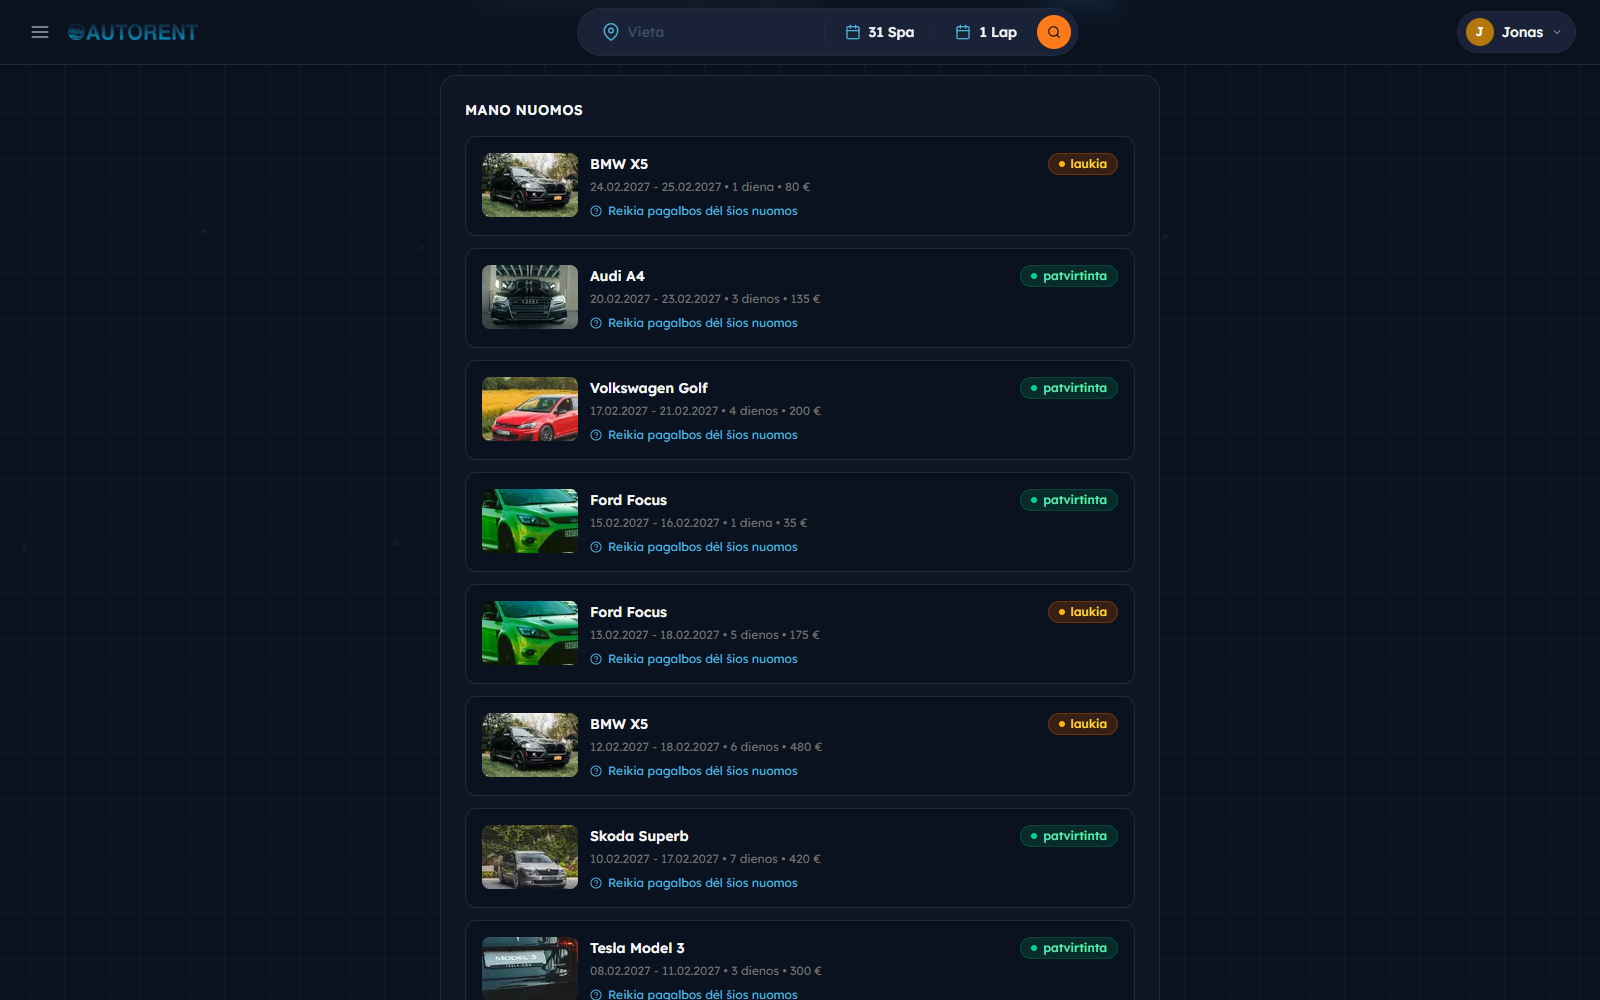 AUTORENT
Vieta
31 Spa
1 Lap
J
Jonas
MANO NUOMOS
BMW X5
laukia
24.02.2027 - 25.02.2027 • 1 diena • 80 €
Reikia pagalbos dėl šios nuomos
Audi A4
patvirtinta
20.02.2027 - 23.02.2027 • 3 dienos • 135 €
Reikia pagalbos dėl šios nuomos
Volkswagen Golf
patvirtinta
17.02.2027 - 21.02.2027 • 4 dienos • 200 €
Reikia pagalbos dėl šios nuomos
Ford Focus
patvirtinta
15.02.2027 - 16.02.2027 • 1 diena • 35 €
Reikia pagalbos dėl šios nuomos
Ford Focus
laukia
13.02.2027 - 18.02.2027 • 5 dienos • 175 €
Reikia pagalbos dėl šios nuomos
BMW X5
laukia
12.02.2027 - 18.02.2027 • 6 dienos • 480 €
Reikia pagalbos dėl šios nuomos
Skoda Superb
patvirtinta
10.02.2027 - 17.02.2027 • 7 dienos • 420 €
Reikia pagalbos dėl šios nuomos
MODEL 3
Tesla Model 3
patvirtinta
08.02.2027 - 11.02.2027 • 3 dienos • 300 €
Reikia pagalbos dėl šios nuomos